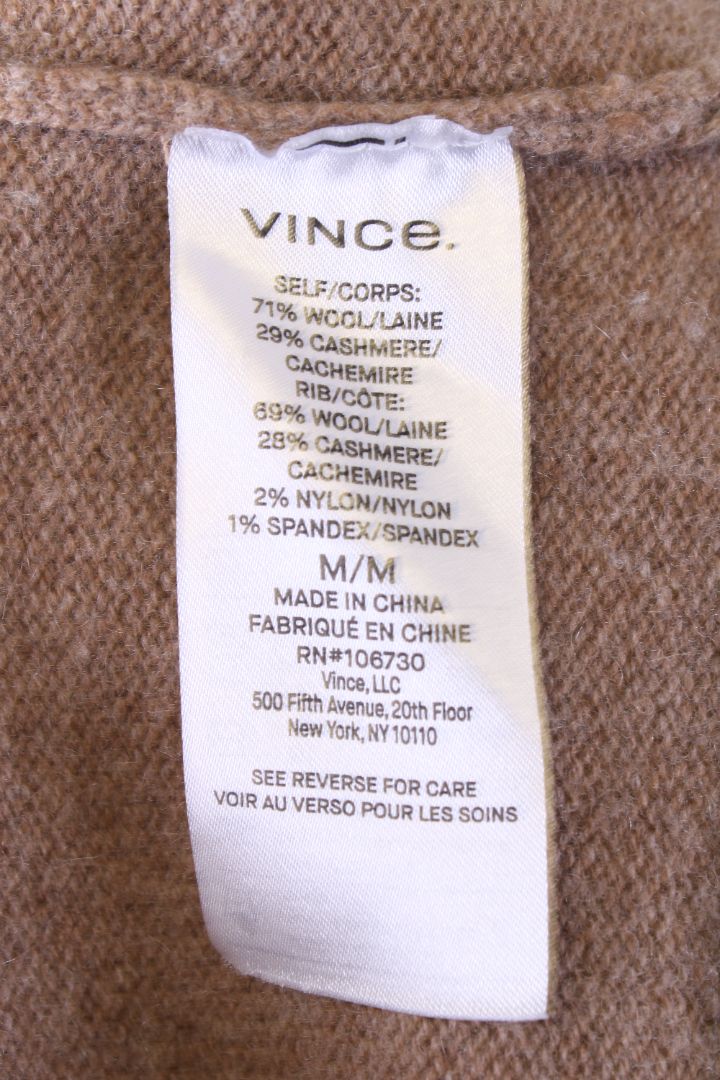 VINCe.
SELF/CORPS:
71% WOOL/LAINE
29% CASHMERE/
CACHEMIRE
RIB/CÔTE:
69% WOOL/LAINE
28% CASHMERE/
CACHEMIRE
2% NYLON/NYLON
1% SPANDEX/SPANDEX
M/M
MADE IN CHINA
FABRIQUÉ EN CHINE
RN#106730
Vince, LLC
500 Fifth Avenue, 20th Floor
New York, NY 10110
SEE REVERSE FOR CARE
VOIR AU VERSO POUR LES SOINS